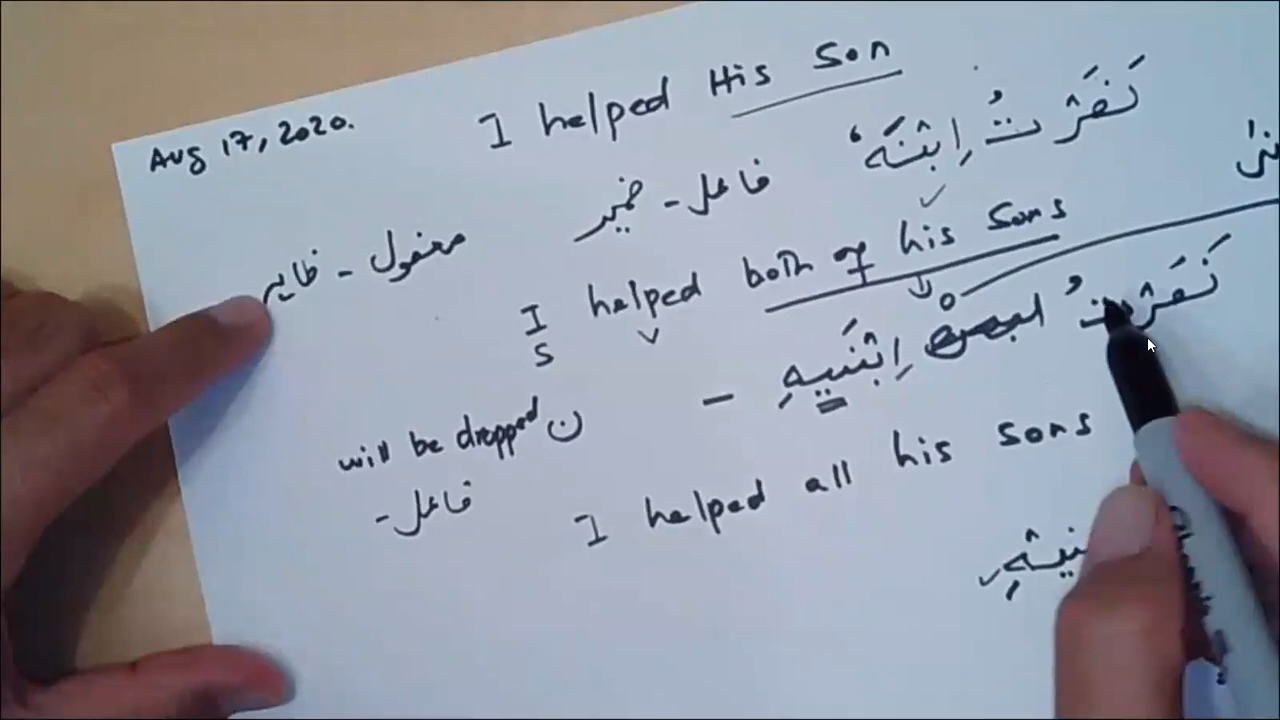 Aug 17, 2020.
I helped His Son
نَصَرْتُ اِبْنَهُ
فاعل - ضمير
مفعول -
I helped both of his Sons
S V
نَصَرْتُ اِبْنَيهِ -
will be dropped ن
فاعل -
I helped all his sons